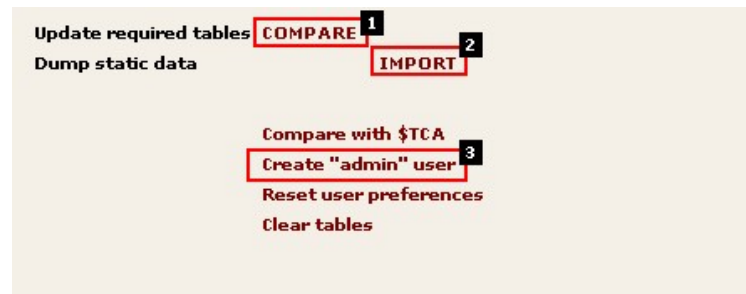 Update required tables COMPARE 1
Dump static data IMPORT 2
Compare with $TCA
Create "admin" user 3
Reset user preferences
Clear tables